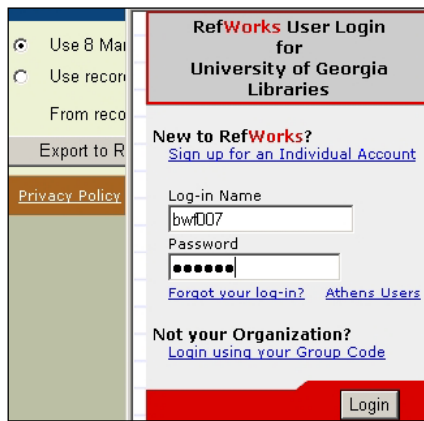 Use 8 Mar
Use recor
From reco
Export to R
Privacy Policy
RefWorks User Login
for
University of Georgia
Libraries
New to RefWorks?
Sign up for an Individual Account
Log-in Name
bwf007
Password
●●●●●●
Forgot your log-in? Athens Users
Not your Organization?
Login using your Group Code
Login